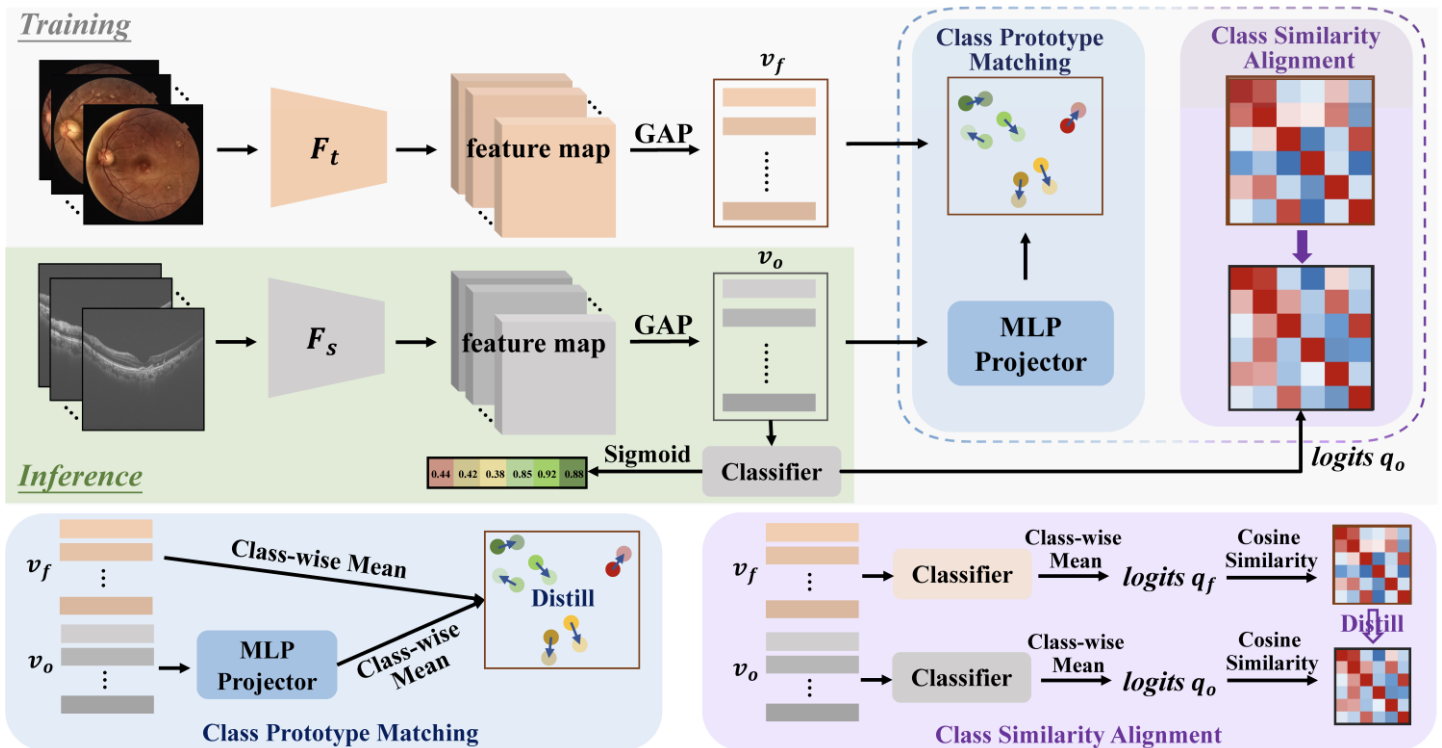 Training
F_t
feature map
GAP
v_f
Class Prototype
Matching
Class Similarity
Alignment
F_s
feature map
GAP
v_o
MLP
Projector
Inference
0.44 0.42 0.38 0.85 0.92 0.88
Sigmoid
Classifier
logits q_o
v_f
v_o
MLP
Projector
Class-wise Mean
Class-wise
Mean
Distill
Class Prototype Matching
v_f
Classifier
Class-wise
Mean
logits q_f
Cosine
Similarity
Distill
v_o
Classifier
Class-wise
Mean
logits q_o
Cosine
Similarity
Class Similarity Alignment